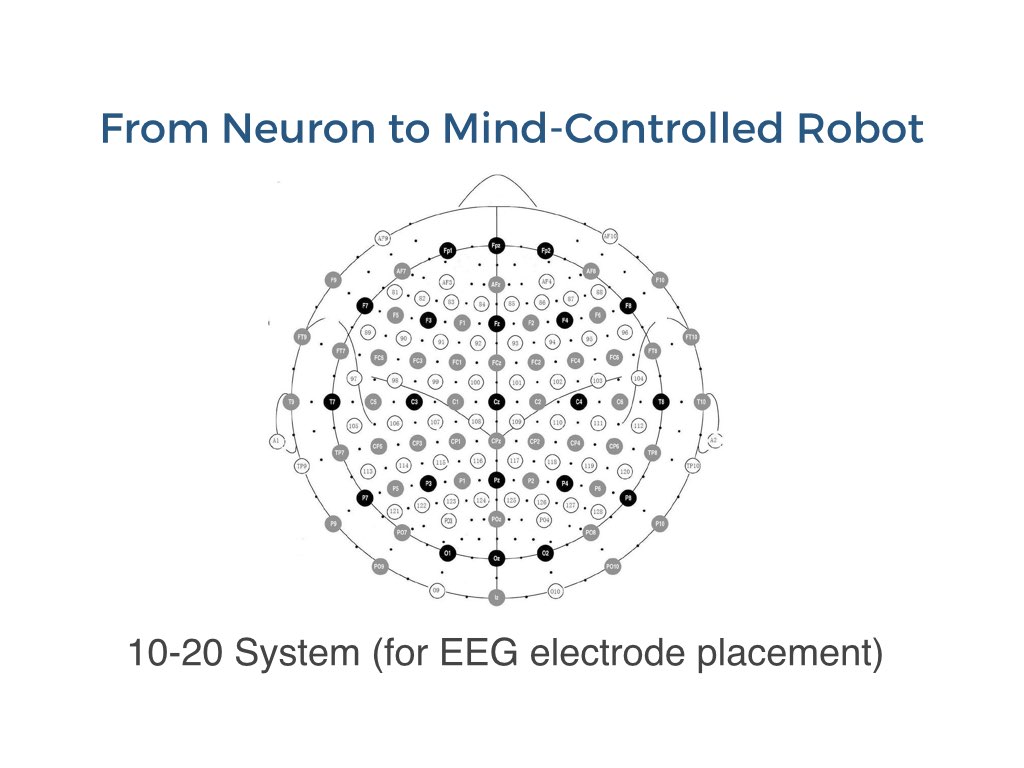 From Neuron to Mind-Controlled Robot
AF9 AF10
Fp1 Fpz Fp2
AF7 AF8
F9 AF3 AFz AF4 F10
81 82 83 84 85 86 87 88
F7 F5 F3 F1 Fz F2 F4 F6 F8
89 90 91 92 93 94 95 96
FT9 FT7 FC5 FC3 FC1 FCz FC2 FC4 FC6 FT8 FT10
97 98 99 100 101 102 103 104
T9 T7 C5 C3 C1 Cz C2 C4 C6 T8 T10
105 106 107 108 109 110 111 112
A1 TP7 CP5 CP3 CP1 CPz CP2 CP4 CP6 TP8 A2
TP9 113 114 115 116 117 118 119 120 TP10
P7 P5 P3 P1 Pz P2 P4 P6 P8
121 122 123 124 125 126 127 128
P9 PO7 PO3 POz PO4 PO8 P10
O1 Oz O2
PO9 PO10
O9 Iz O10
10-20 System (for EEG electrode placement)